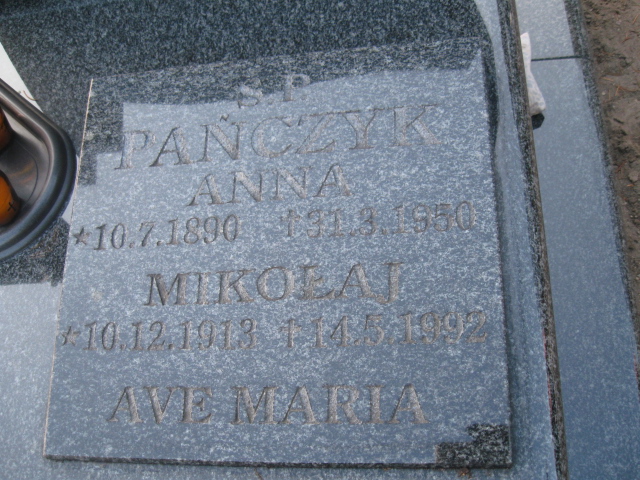 Ś.P.
PAŃCZYK
ANNA
*10.7.1890 †31.3.1950
MIKOŁAJ
*10.12.1913 †14.5.1992
AVE MARIA